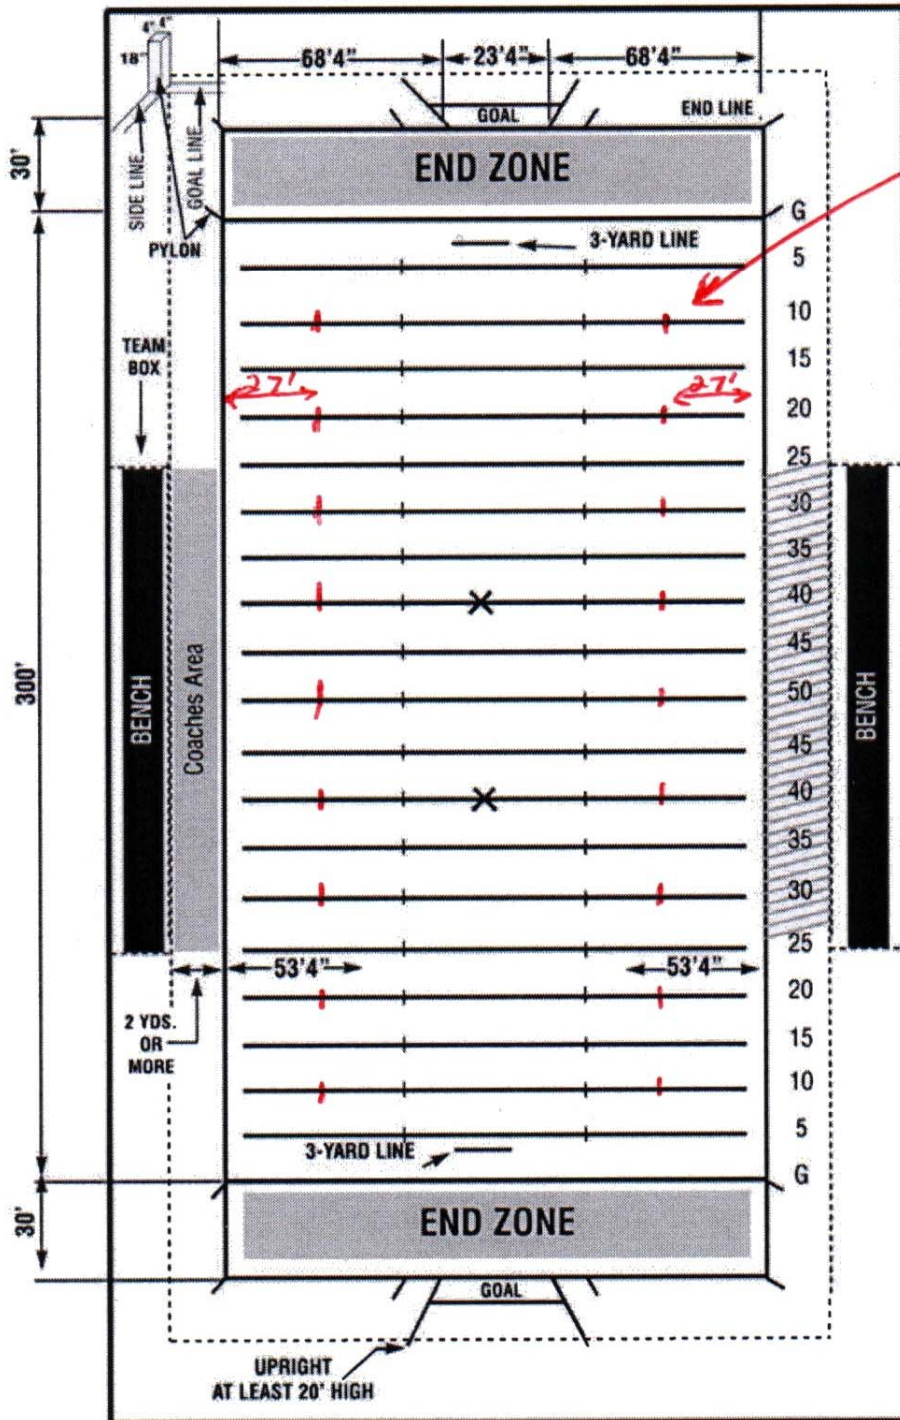 4" 4"
18"
68'4" 23'4" 68'4"
GOAL
END LINE
30'
SIDE LINE
GOAL LINE
END ZONE
PYLON
G
3-YARD LINE
5
10
TEAM
BOX
15
27' 27'
20
25
30
35
40
45
300'
BENCH
Coaches Area
50
BENCH
45
40
35
30
25
53'4" 53'4"
20
2 YDS.
OR
MORE
15
10
5
3-YARD LINE
G
30'
END ZONE
GOAL
UPRIGHT
AT LEAST 20' HIGH